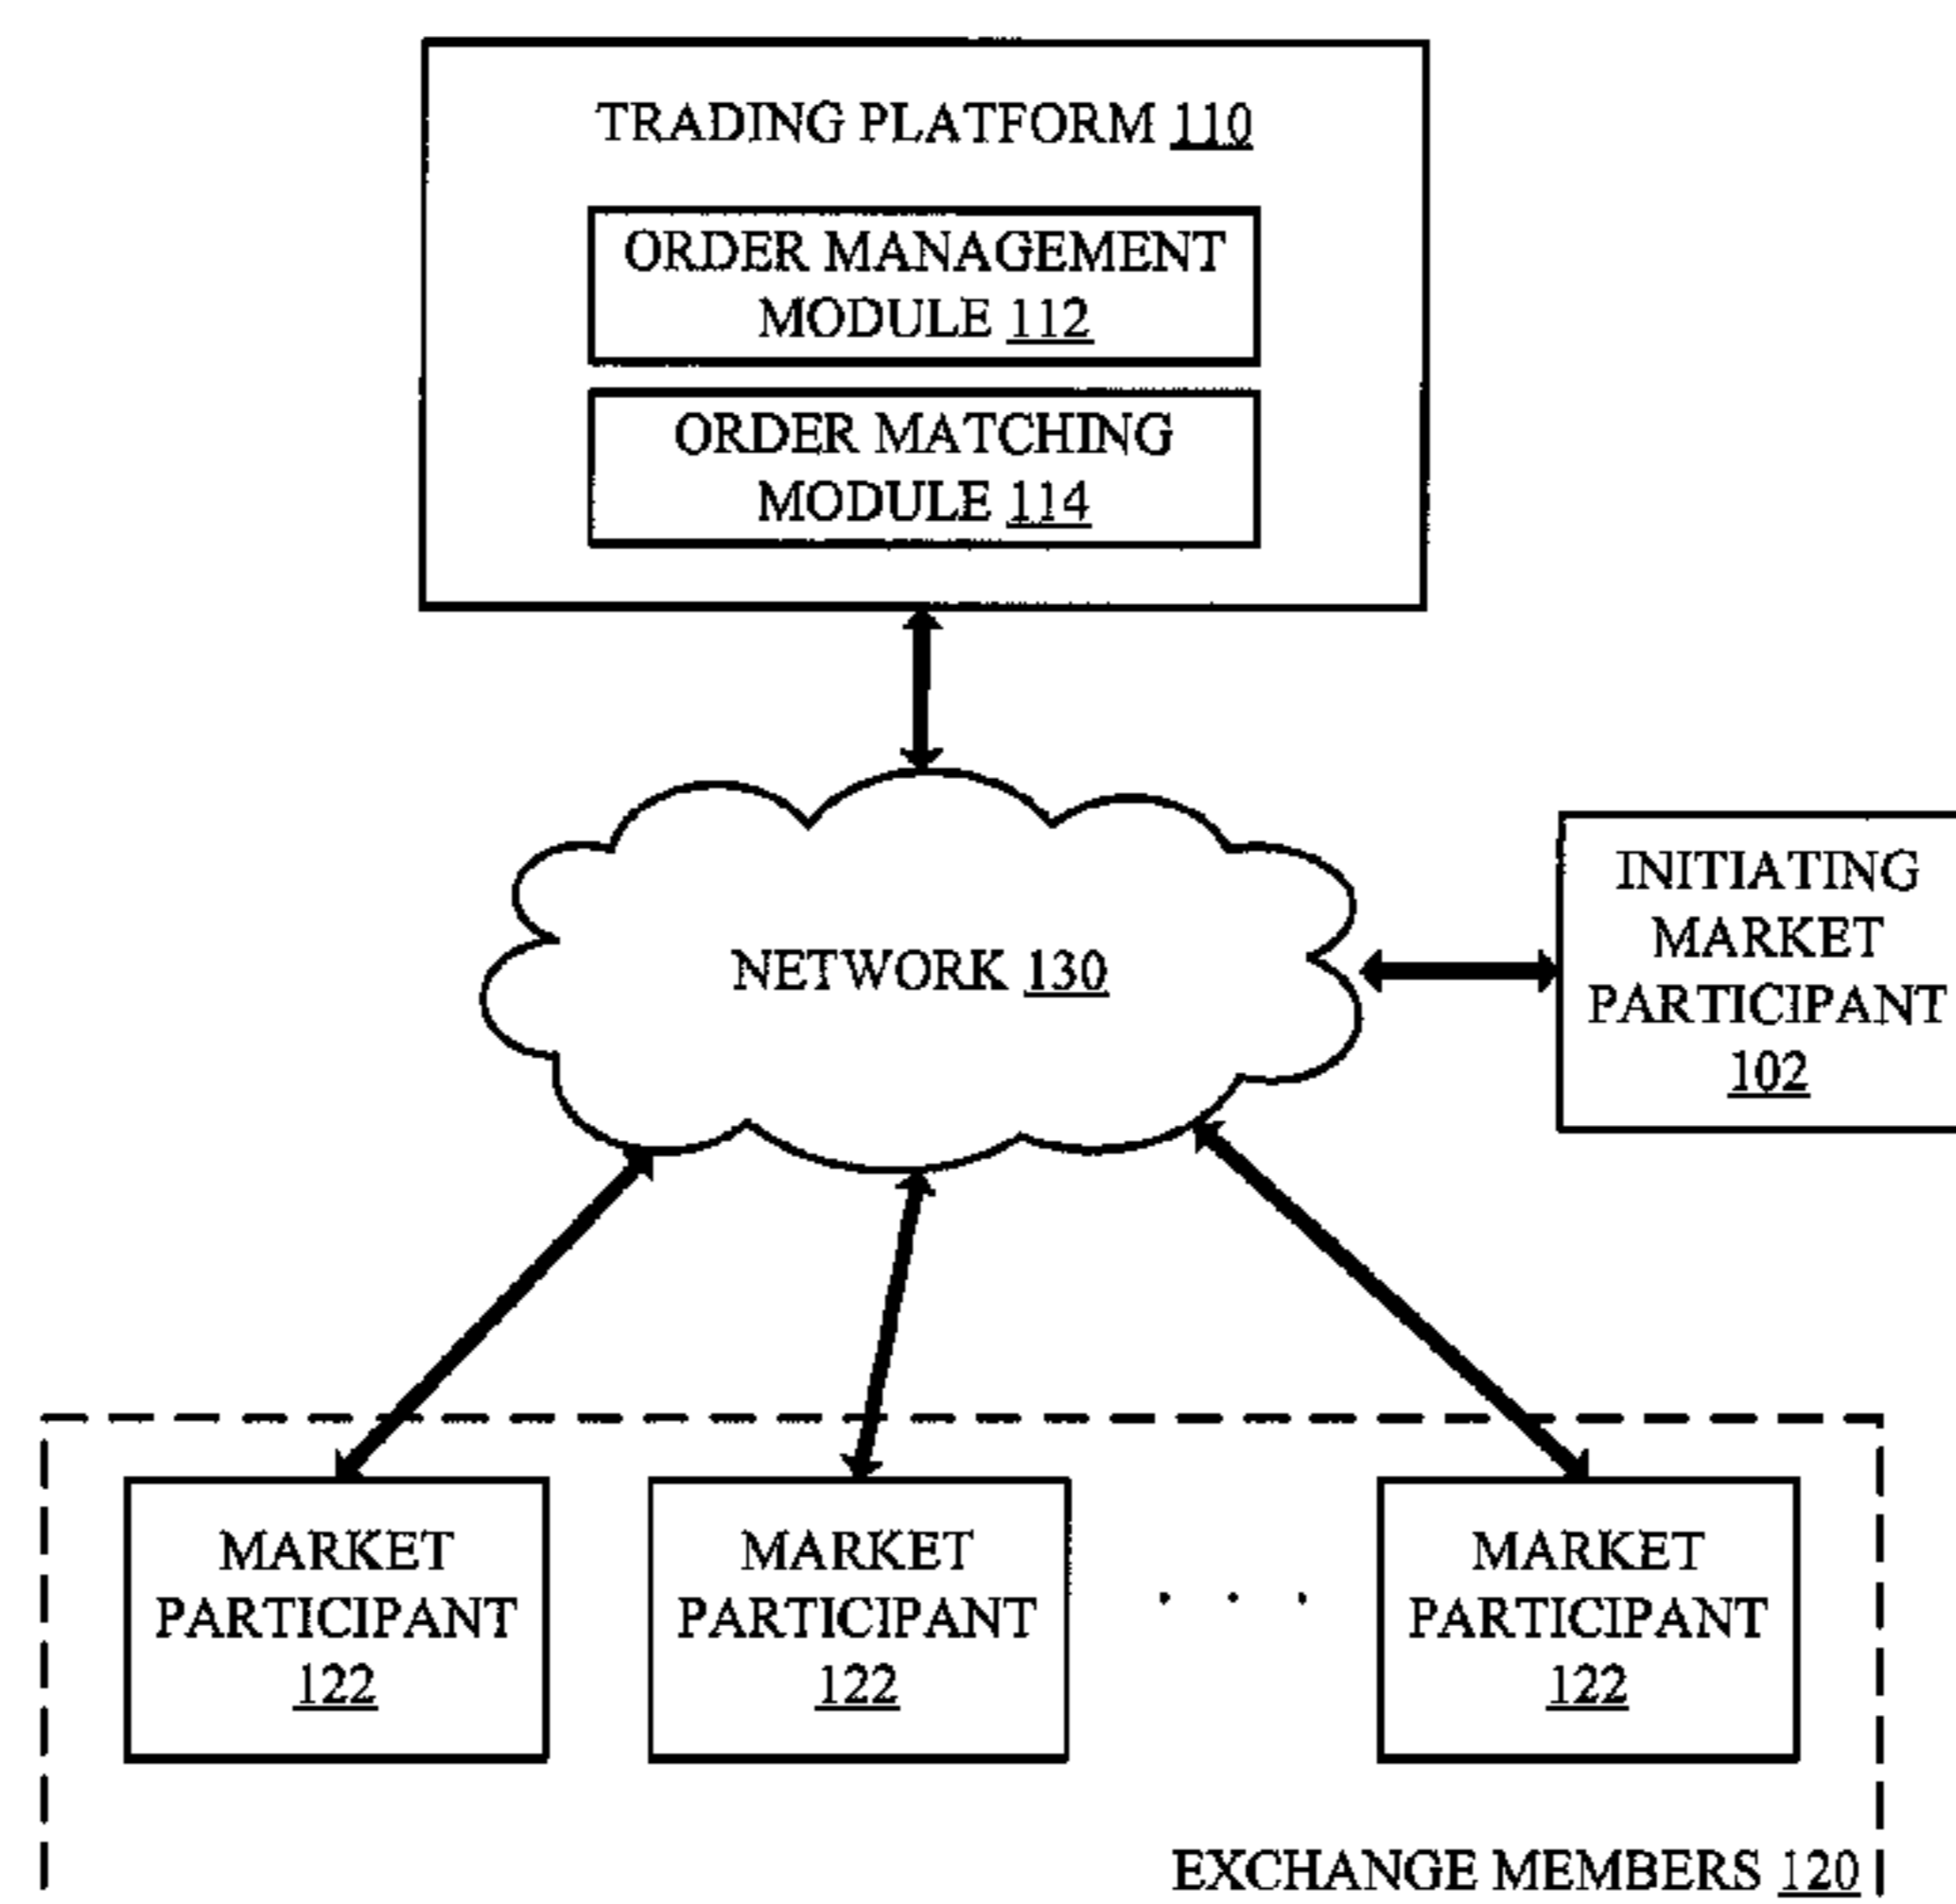 TRADING PLATFORM 110
ORDER MANAGEMENT
MODULE 112
ORDER MATCHING
MODULE 114
NETWORK 130
INITIATING
MARKET
PARTICIPANT
102
MARKET
PARTICIPANT
122
MARKET
PARTICIPANT
122
. . .
MARKET
PARTICIPANT
122
EXCHANGE MEMBERS 120